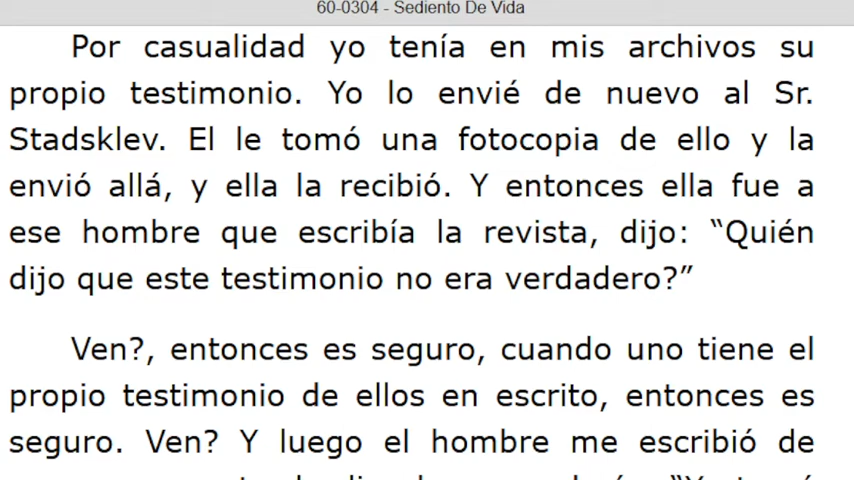 60-0304 - Sediento De Vida
Por casualidad yo tenía en mis archivos su
propio testimonio. Yo lo envié de nuevo al Sr.
Stadsklev. El le tomó una fotocopia de ello y la
envió allá, y ella la recibió. Y entonces ella fue a
ese hombre que escribía la revista, dijo: “Quién
dijo que este testimonio no era verdadero?”
Ven?, entonces es seguro, cuando uno tiene el
propio testimonio de ellos en escrito, entonces es
seguro. Ven? Y luego el hombre me escribió de